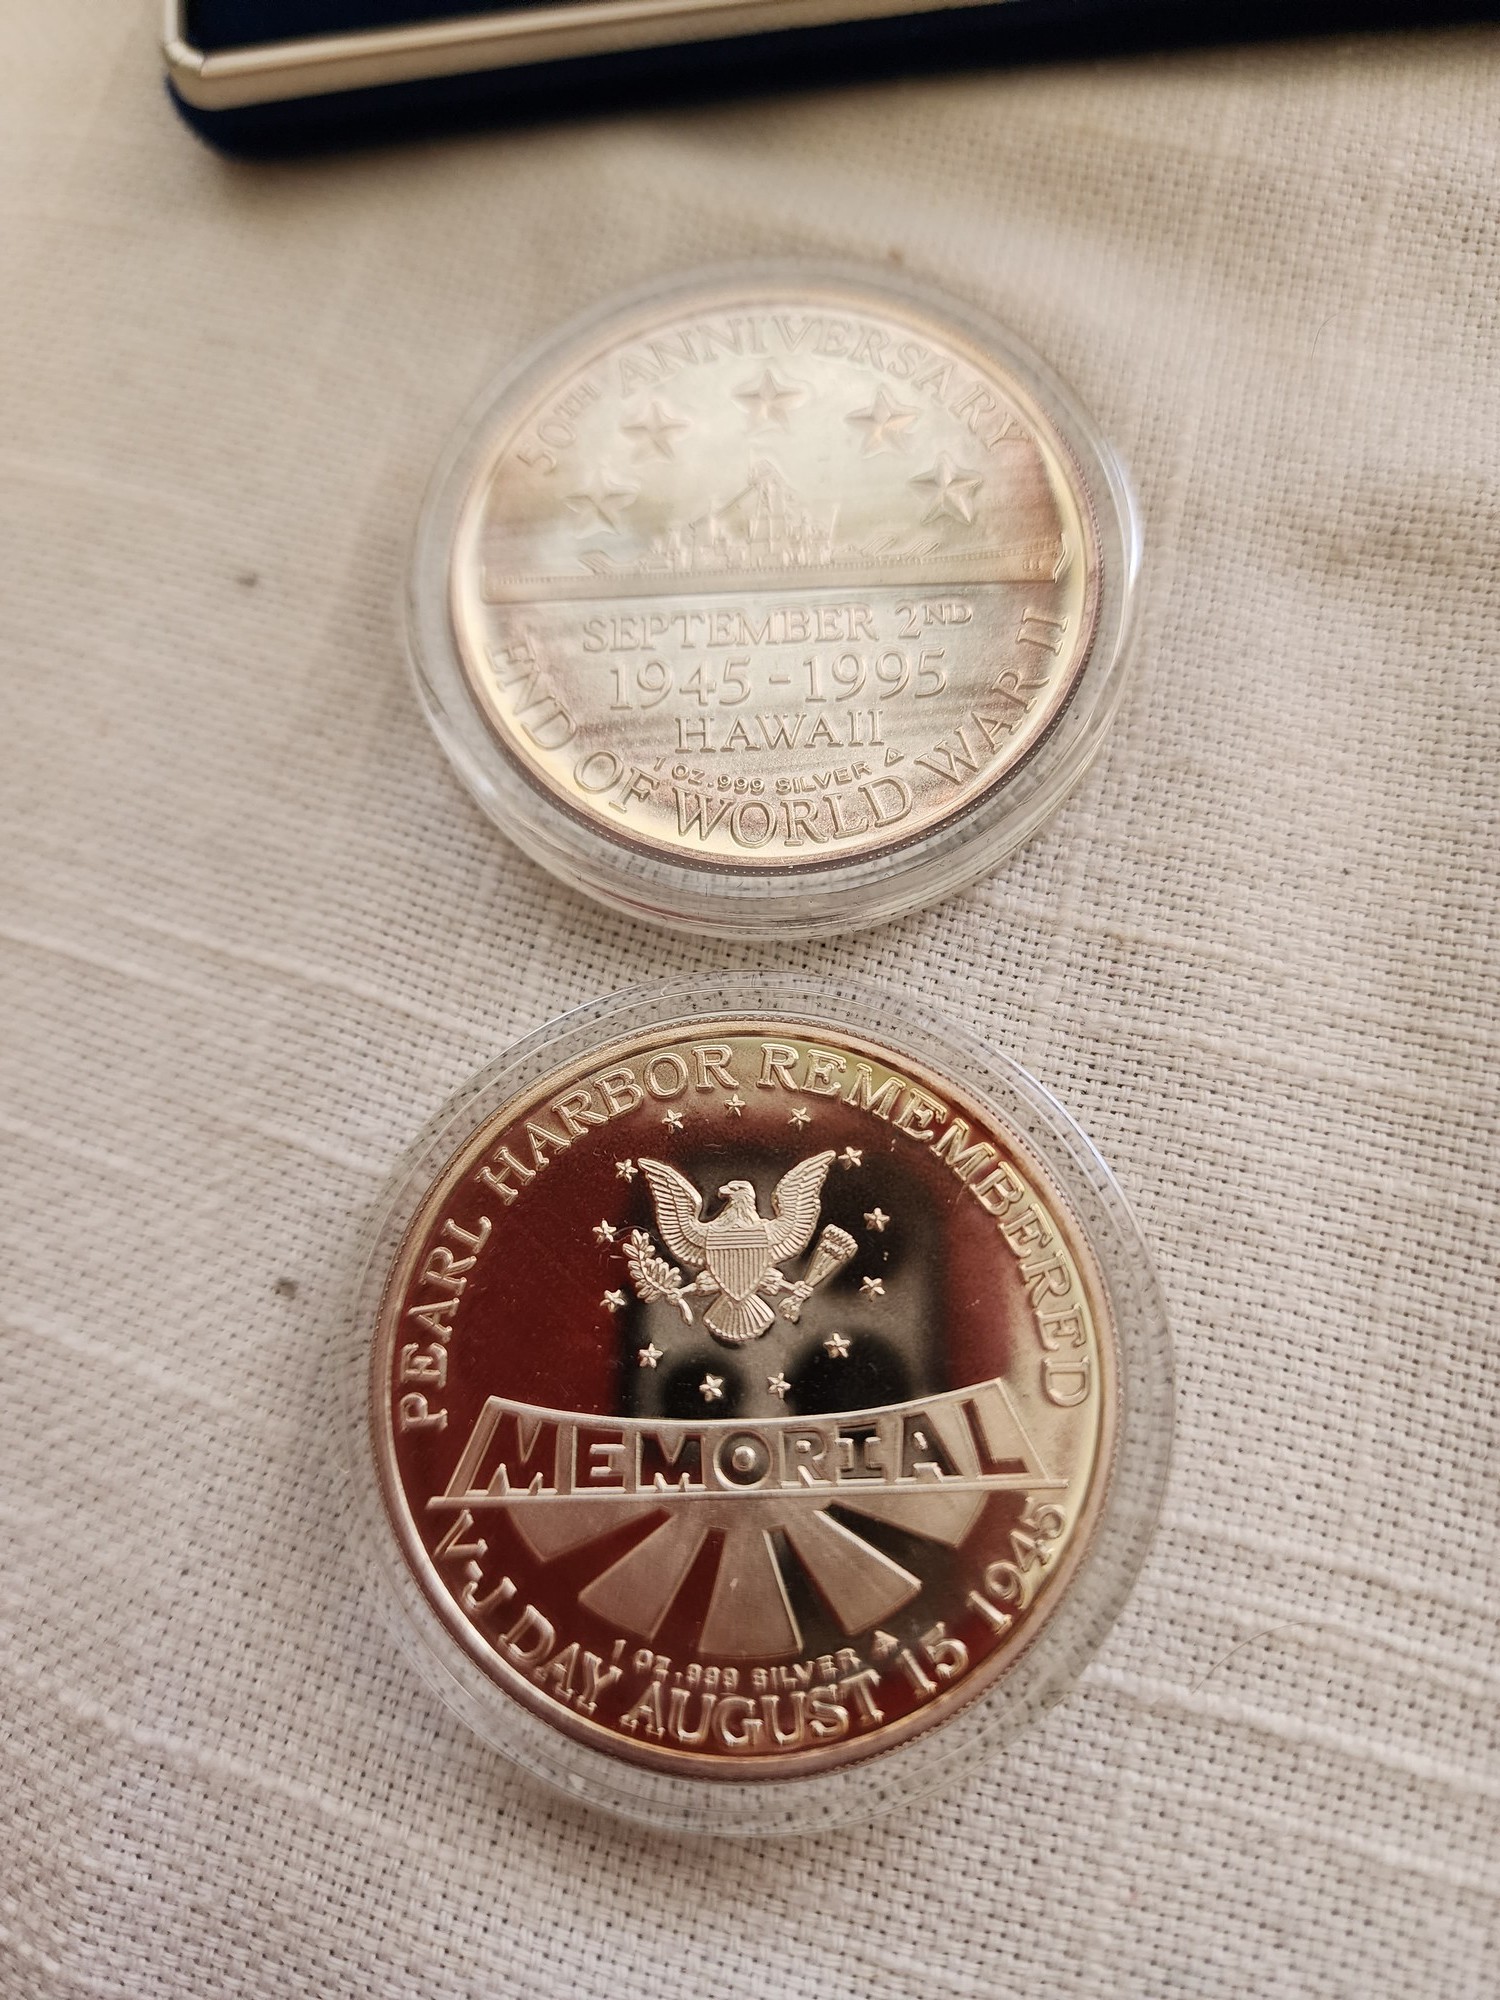 50TH ANNIVERSARY
SEPTEMBER 2ND
1945-1995
HAWAII
1 OZ .999 SILVER
END OF WORLD WAR II
PEARL HARBOR REMEMBERED
MEMORIAL
1 OZ .999 SILVER
V-J DAY AUGUST 15 1945